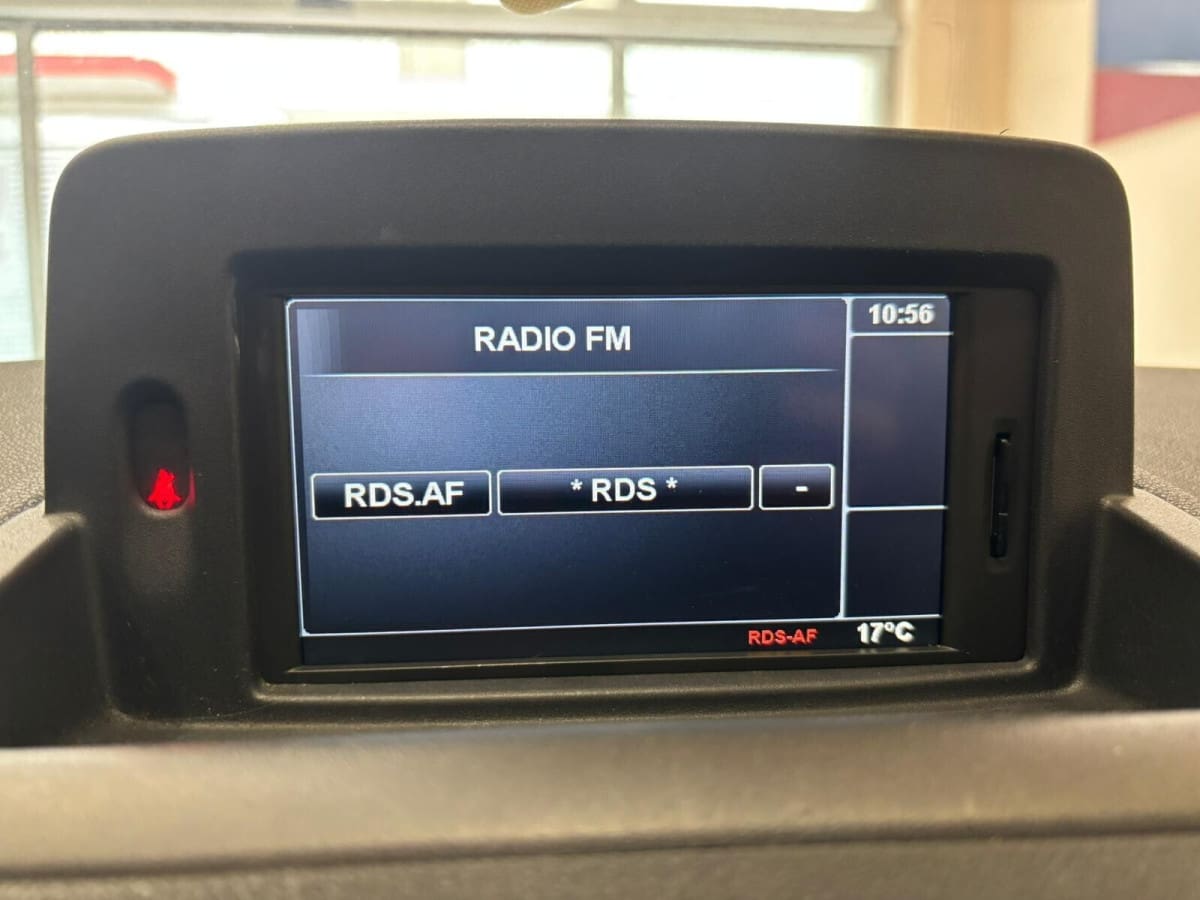 RADIO FM
10:56
RDS.AF * RDS * -
RDS-AF 17°C